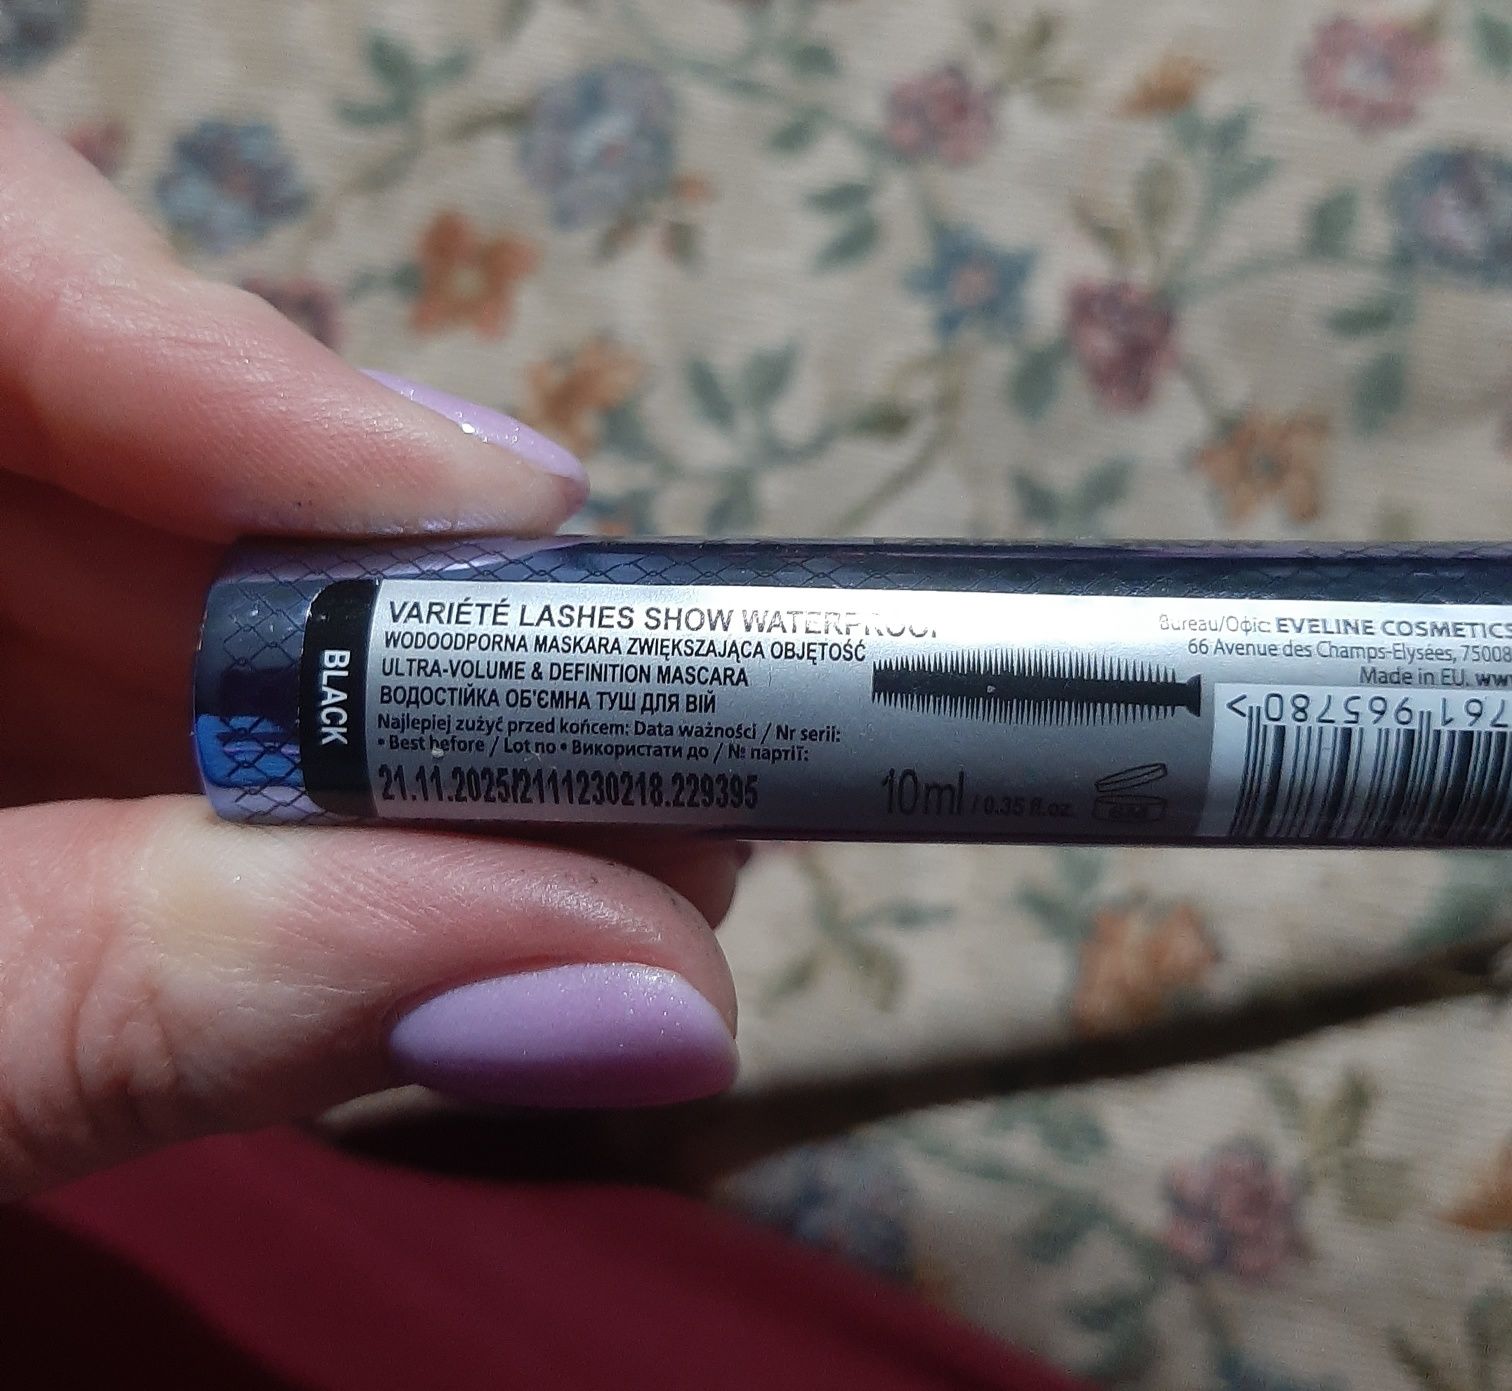 BLACK
VARIÉTÉ LASHES SHOW WATERPROOF
WODOODPORNA MASKARA ZWIĘKSZAJĄCA OBJĘTOŚĆ
ULTRA-VOLUME & DEFINITION MASCARA
ВОДОСТІЙКА ОБ'ЄМНА ТУШ ДЛЯ ВІЙ
Najlepiej zużyć przed końcem: Data ważności / Nr serii:
• Best before / Lot no • Використати до / № партії:
21.11.2025/2111230218.229395
10ml / 0.35 fl.oz.
Bureau/Офіс EVELINE COSMETICS
66 Avenue des Champs-Elysées, 75008
Made in EU. www
761 965780 >